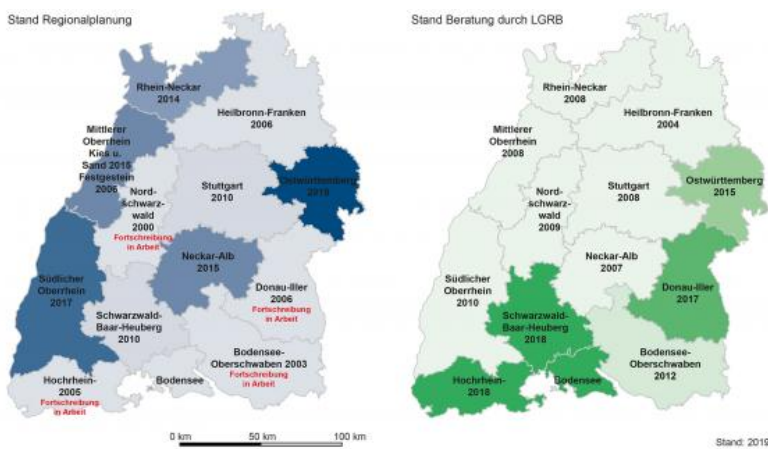 Stand Regionalplanung
Rhein-Neckar
2014
Heilbronn-Franken
2006
Mittlerer
Oberrhein
Kies u.
Sand 2015
Festgestein
2006
Nord-
schwarz-
wald
2000
Fortschreibung
in Arbeit
Stuttgart
2010
Ostwürttemberg
Neckar-Alb
2015
Südlicher
Oberrhein
2017
Donau-Iller
2006
Fortschreibung
in Arbeit
Schwarzwald-
Baar-Heuberg
2010
Bodensee-
Oberschwaben 2003
Fortschreibung
in Arbeit
Hochrhein-
2005
Fortschreibung
in Arbeit
Bodensee
0 km 50 km 100 km
Stand Beratung durch LGRB
Rhein-Neckar
2008
Heilbronn-Franken
2004
Mittlerer
Oberrhein
2008
Nord-
schwarz-
wald
2009
Stuttgart
2008
Ostwürttemberg
2015
Neckar-Alb
2007
Südlicher
Oberrhein
2010
Donau-Iller
2017
Schwarzwald-
Baar-Heuberg
2018
Bodensee-
Oberschwaben
2012
Hochrhein-
2018
Bodensee
Stand: 2019